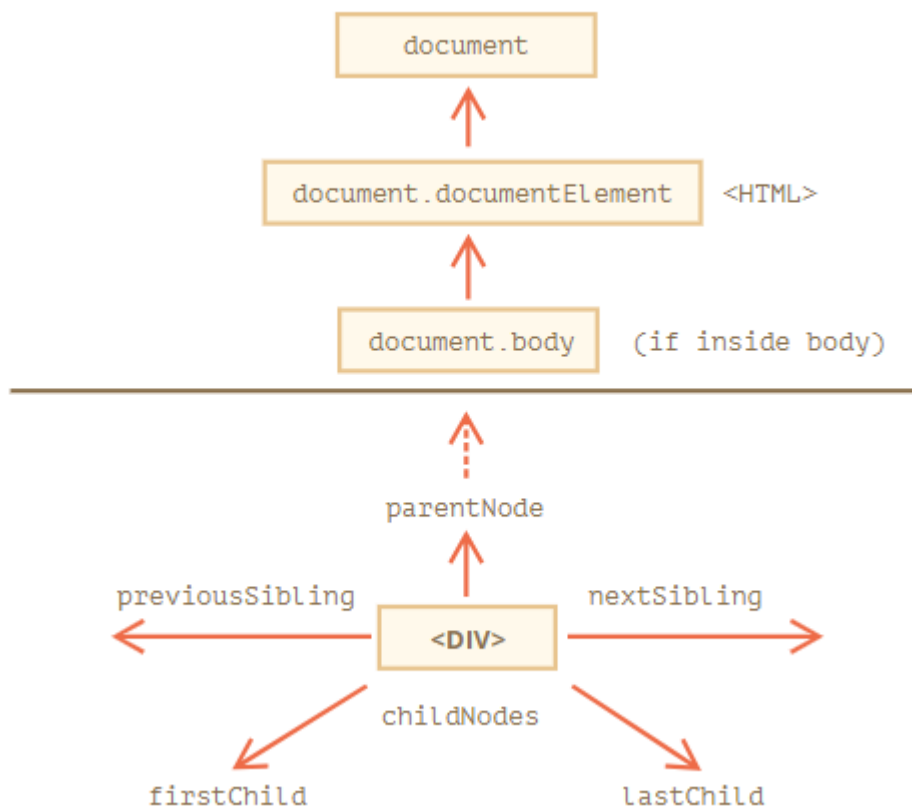 document
document.documentElement <HTML>
document.body (if inside body)
parentNode
previousSibling nextSibling
<DIV>
childNodes
firstChild lastChild